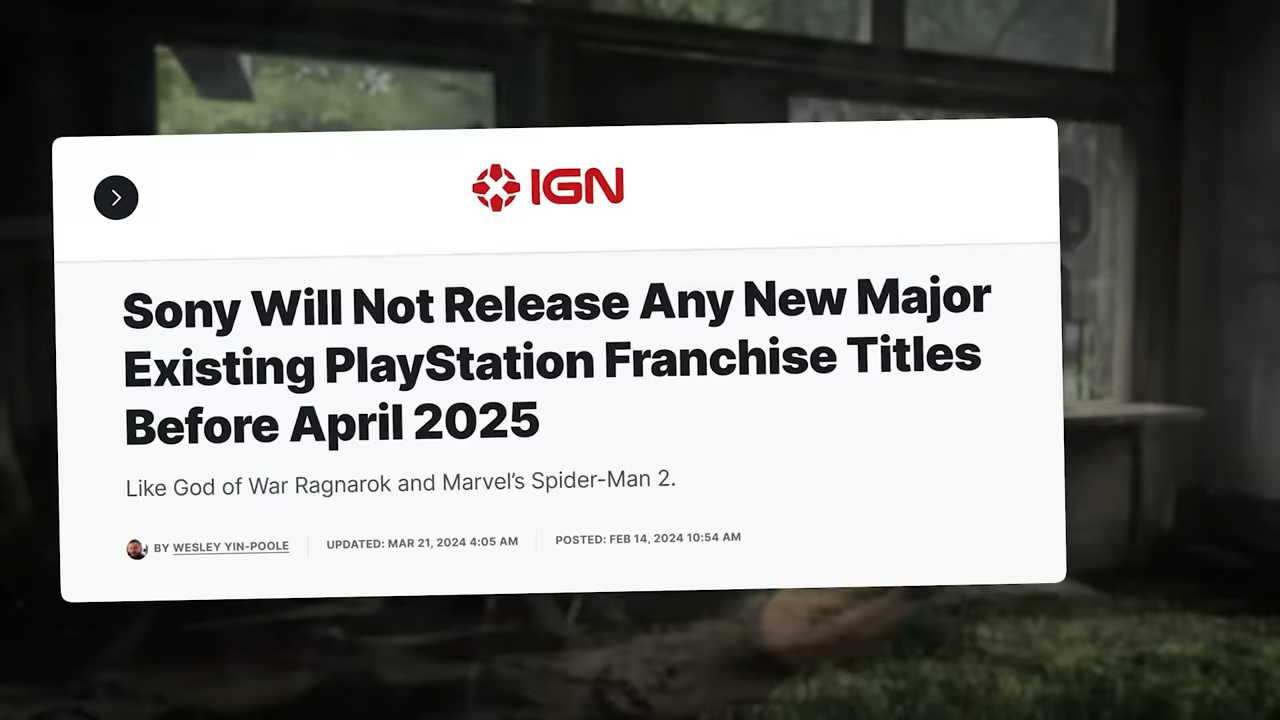 IGN
Sony Will Not Release Any New Major
Existing PlayStation Franchise Titles
Before April 2025
Like God of War Ragnarok and Marvel’s Spider-Man 2.
BY WESLEY YIN-POOLE UPDATED: MAR 21, 2024 4:05 AM POSTED: FEB 14, 2024 10:54 AM